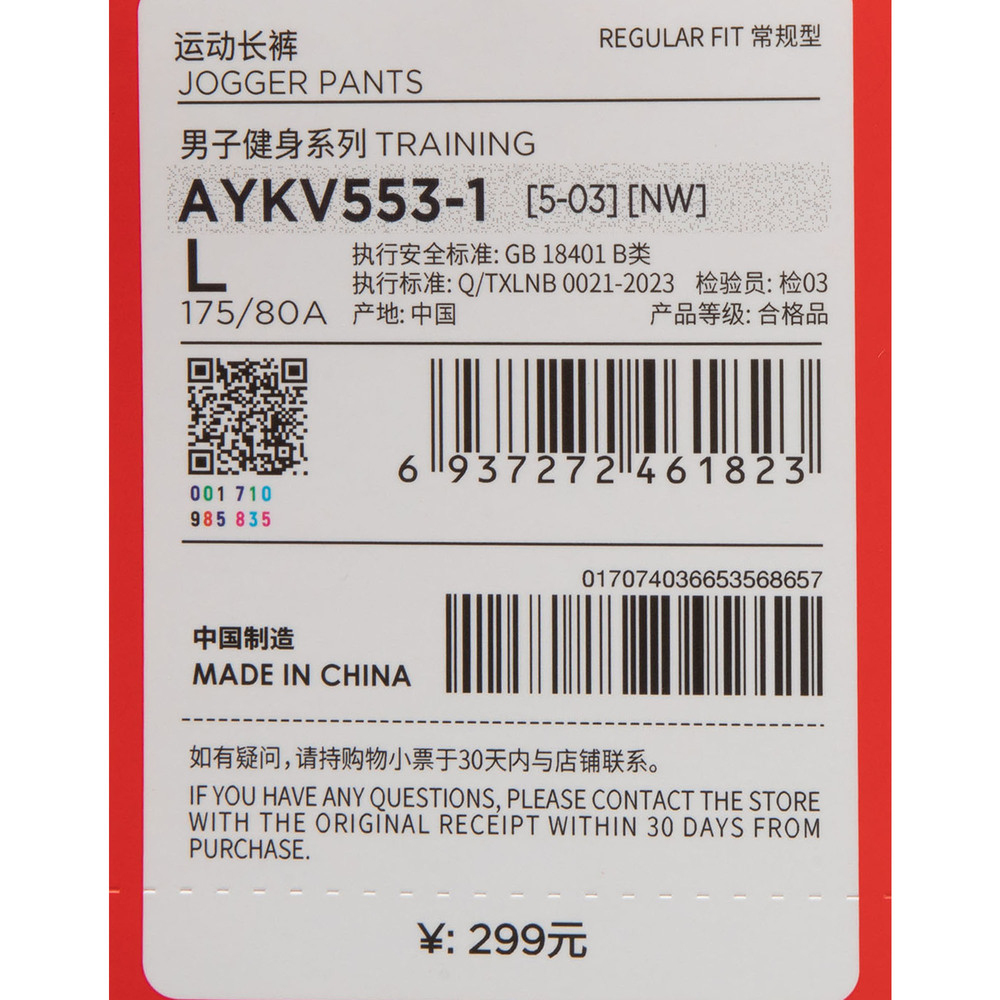 运动长裤
REGULAR FIT 常规型
JOGGER PANTS
男子健身系列 TRAINING
AYKV553-1 [5-03] [NW]
L
175/80A
执行安全标准: GB 18401 B类
执行标准: Q/TXLNB 0021-2023 检验员: 检03
产地: 中国 产品等级: 合格品
001 710
985 835
6 937272 461823
017074036653568657
中国制造
MADE IN CHINA
如有疑问，请持购物小票于30天内与店铺联系。
IF YOU HAVE ANY QUESTIONS, PLEASE CONTACT THE STORE
WITH THE ORIGINAL RECEIPT WITHIN 30 DAYS FROM
PURCHASE.
¥: 299元